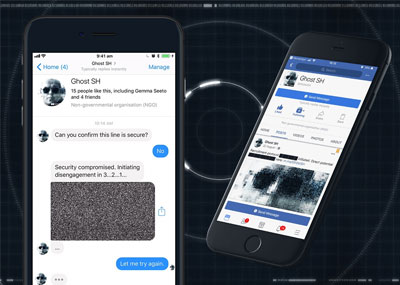 9:41 am
Ghost SH
Typically replies instantly
Home (4)
Manage
Ghost SH
15 people like this, including Gemma Seeto
and 4 friends
Non-governmental organisation (NGO)
Can you confirm this line is secure?
No
Security compromised. Initiating
disengagement in 3...2...1...
Let me try again.
Ghost SH
Send Message
HOME
POSTS
VIDEOS
PHOTOS
ABOUT
Ghost SH
Send Message